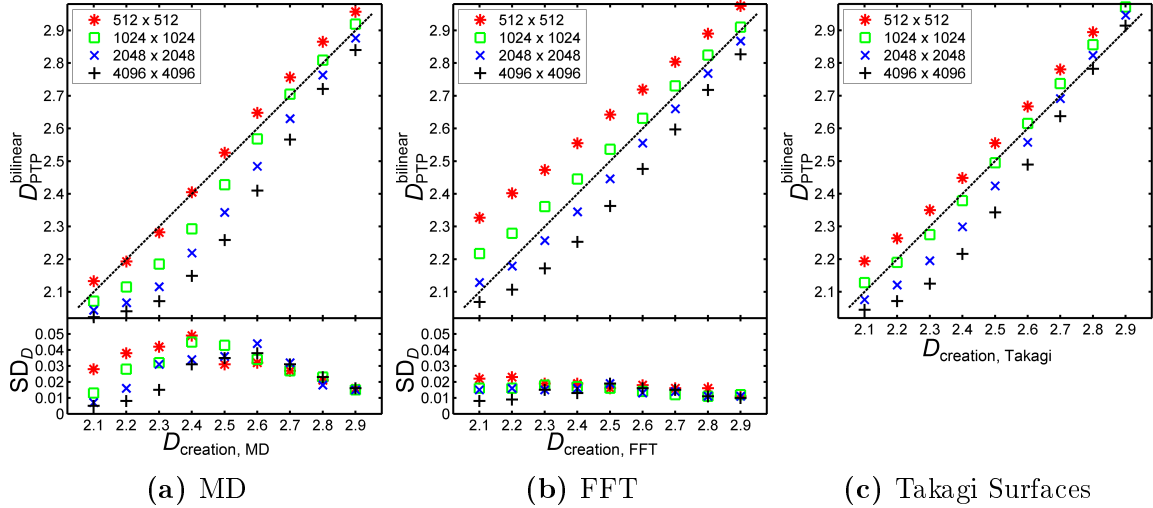 512 x 512
1024 x 1024
2048 x 2048
4096 x 4096
D_PTP^bilinear
2.9
2.8
2.7
2.6
2.5
2.4
2.3
2.2
2.1
SD_D
0.05
0.04
0.03
0.02
0.01
0
2.1 2.2 2.3 2.4 2.5 2.6 2.7 2.8 2.9
D_creation, MD
(a) MD
512 x 512
1024 x 1024
2048 x 2048
4096 x 4096
D_PTP^bilinear
2.9
2.8
2.7
2.6
2.5
2.4
2.3
2.2
2.1
SD_D
0.05
0.04
0.03
0.02
0.01
0
2.1 2.2 2.3 2.4 2.5 2.6 2.7 2.8 2.9
D_creation, FFT
(b) FFT
512 x 512
1024 x 1024
2048 x 2048
4096 x 4096
D_PTP^bilinear
2.9
2.8
2.7
2.6
2.5
2.4
2.3
2.2
2.1
2.1 2.2 2.3 2.4 2.5 2.6 2.7 2.8 2.9
D_creation, Takagi
(c) Takagi Surfaces